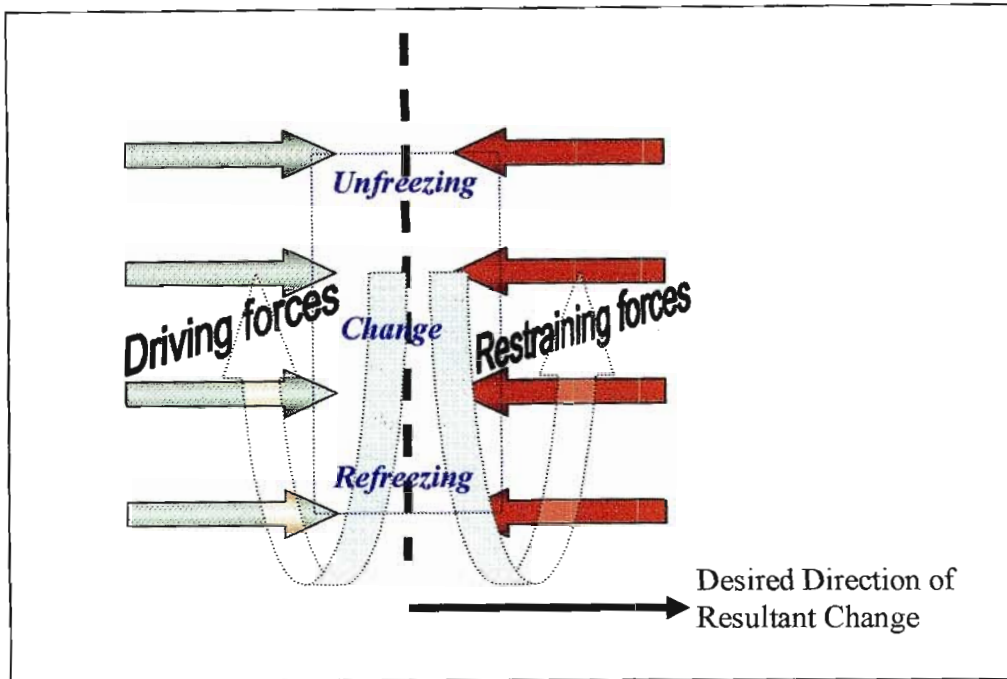 Unfreezing
Driving forces
Change
Restraining forces
Refreezing
Desired Direction of
Resultant Change